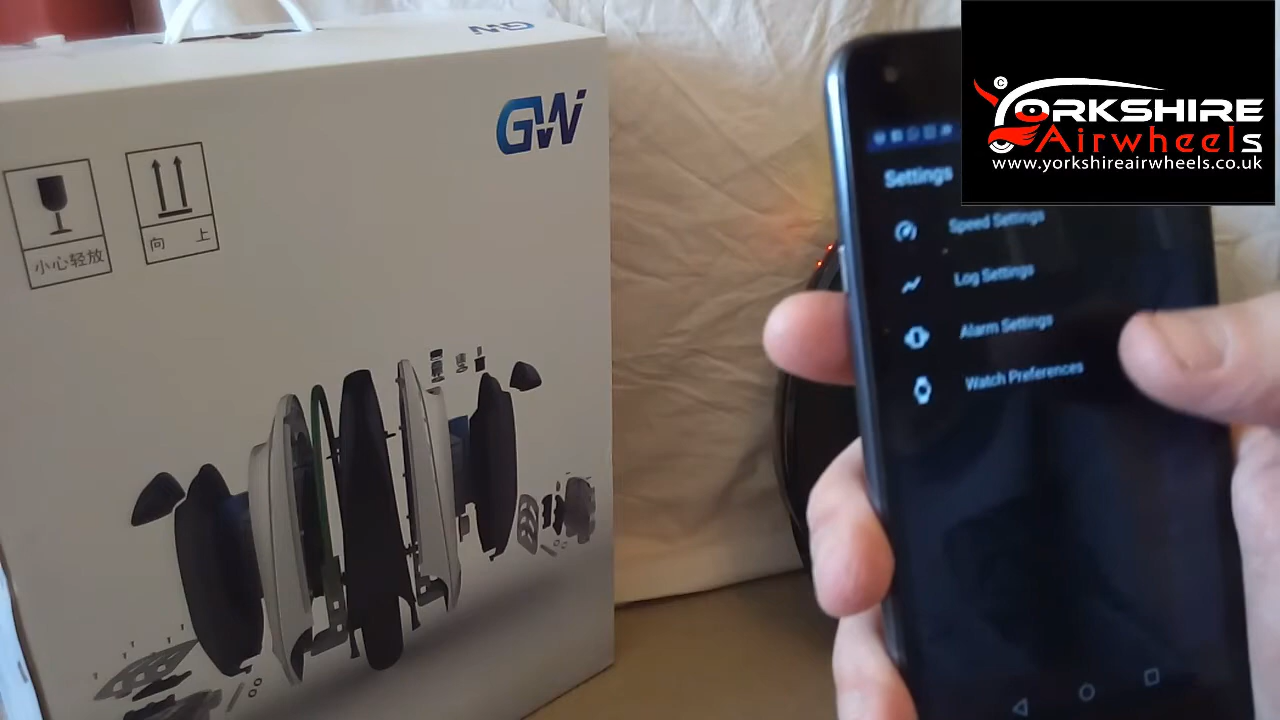 GW
GW
小心轻放
向 上
Settings
Speed Settings
Log Settings
Alarm Settings
Watch Preferences
YORKSHIRE
Airwheels
www.yorkshireairwheels.co.uk